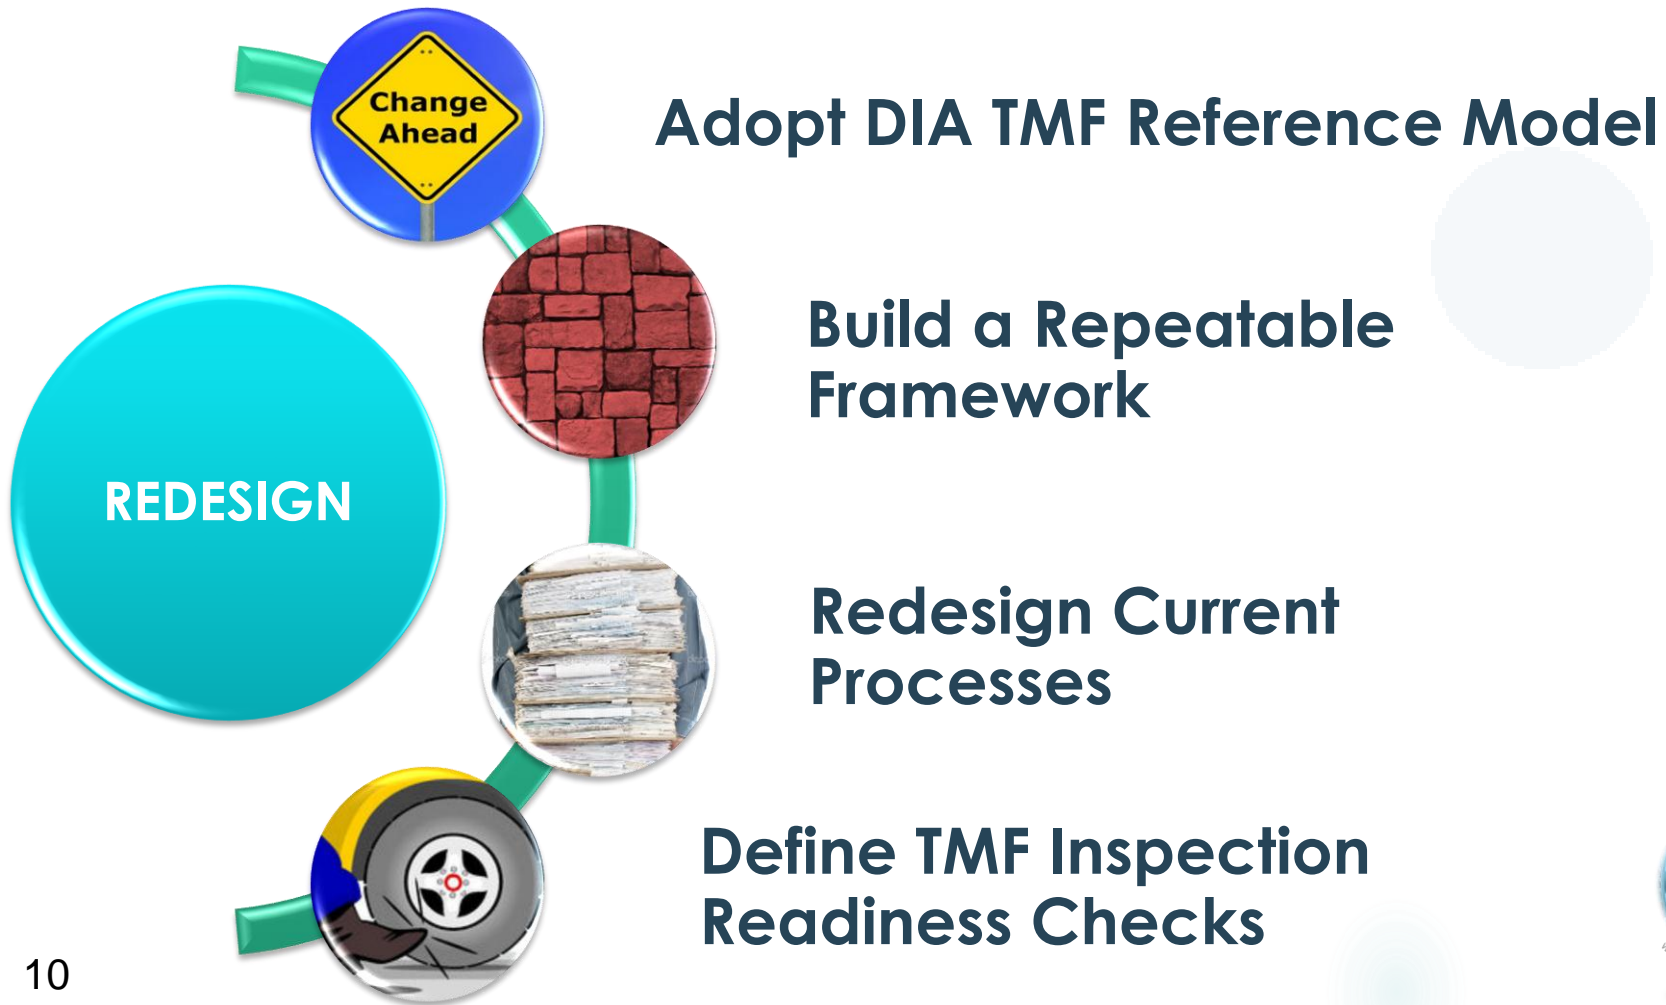 Change
Ahead
Adopt DIA TMF Reference Model
Build a Repeatable
Framework
REDESIGN
Redesign Current
Processes
Define TMF Inspection
Readiness Checks
10